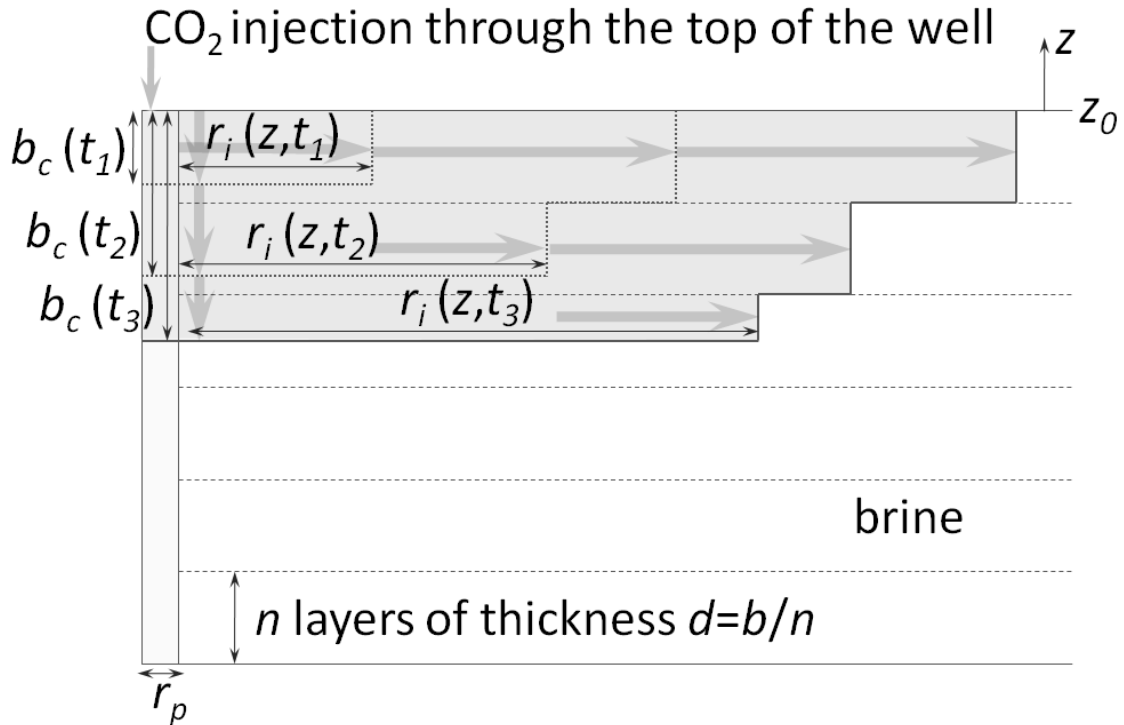 CO₂ injection through the top of the well
z
z₀
b_c (t₁)
r_i (z,t₁)
b_c (t₂)
r_i (z,t₂)
b_c (t₃)
r_i (z,t₃)
brine
n layers of thickness d=b/n
r_p